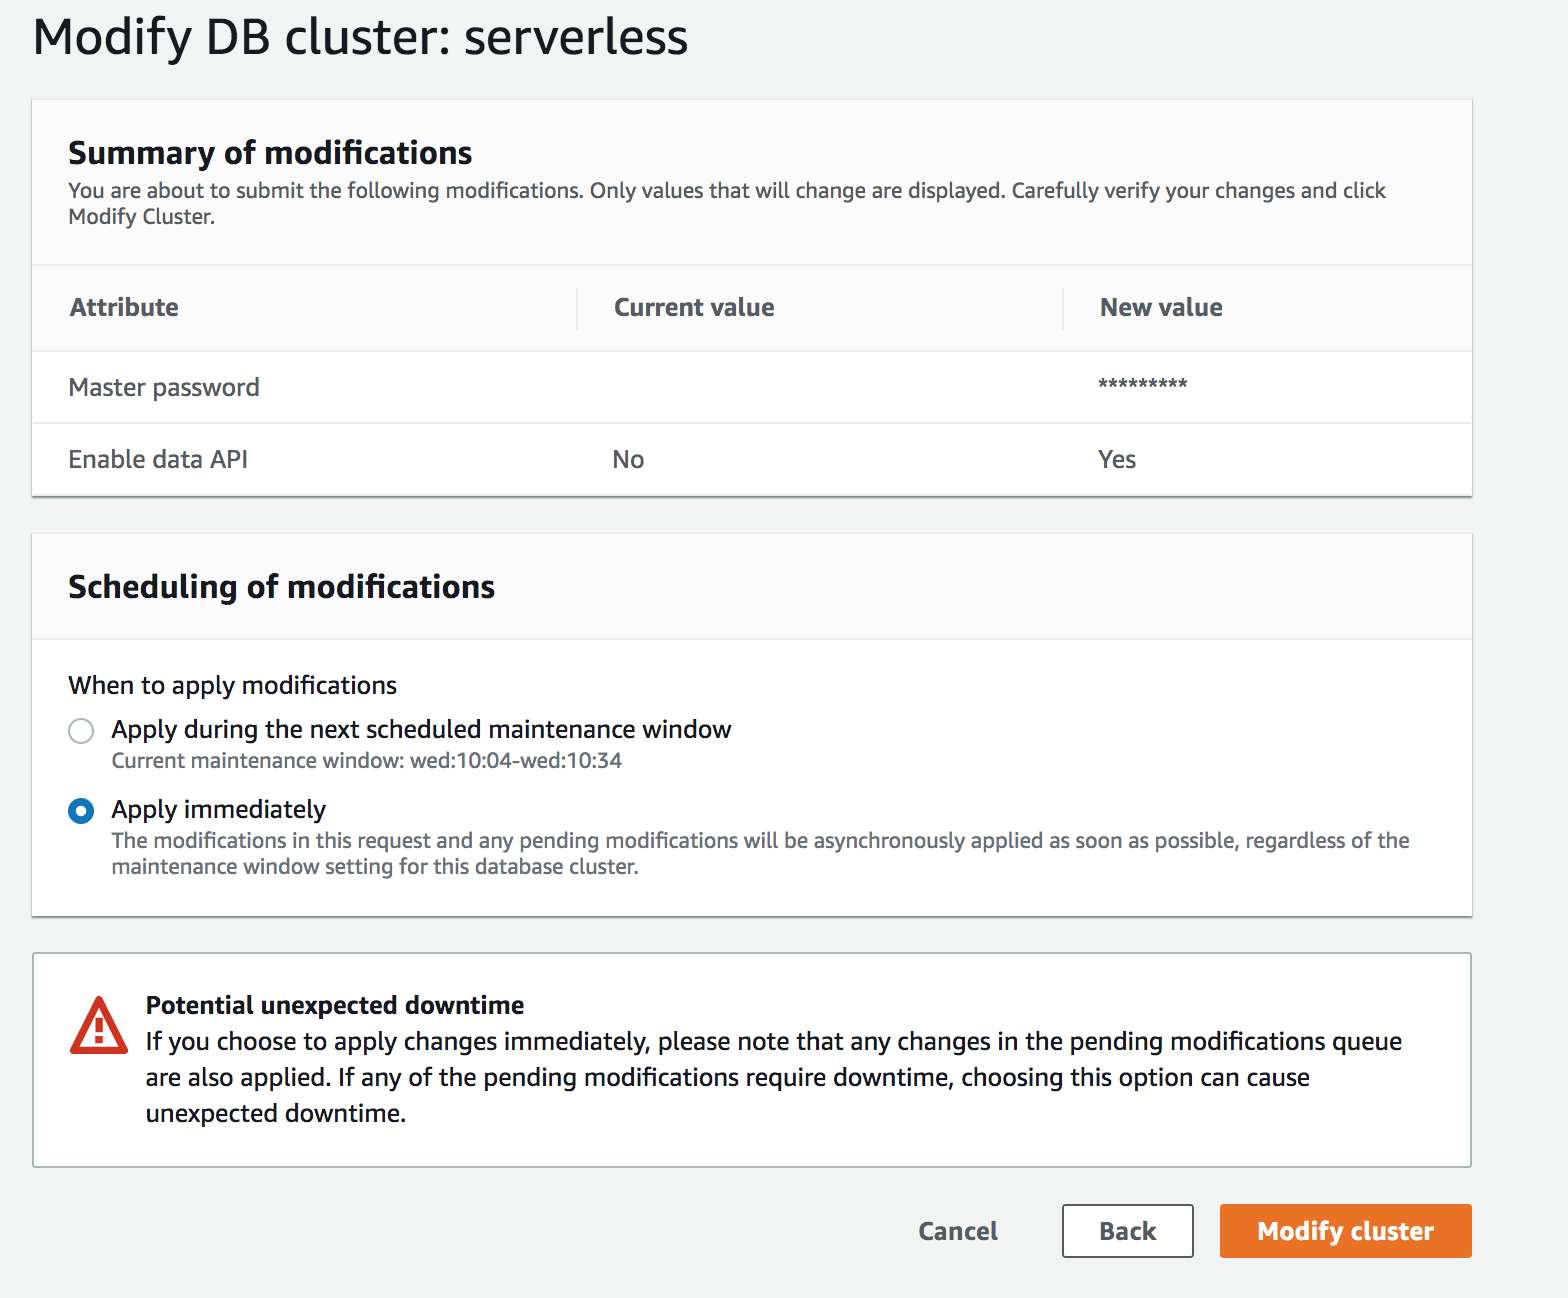 Modify DB cluster: serverless
Summary of modifications
You are about to submit the following modifications. Only values that will change are displayed. Carefully verify your changes and click
Modify Cluster.
Attribute Current value New value
Master password *********
Enable data API No Yes
Scheduling of modifications
When to apply modifications
Apply during the next scheduled maintenance window
Current maintenance window: wed:10:04-wed:10:34
Apply immediately
The modifications in this request and any pending modifications will be asynchronously applied as soon as possible, regardless of the
maintenance window setting for this database cluster.
Potential unexpected downtime
If you choose to apply changes immediately, please note that any changes in the pending modifications queue
are also applied. If any of the pending modifications require downtime, choosing this option can cause
unexpected downtime.
Cancel Back Modify cluster